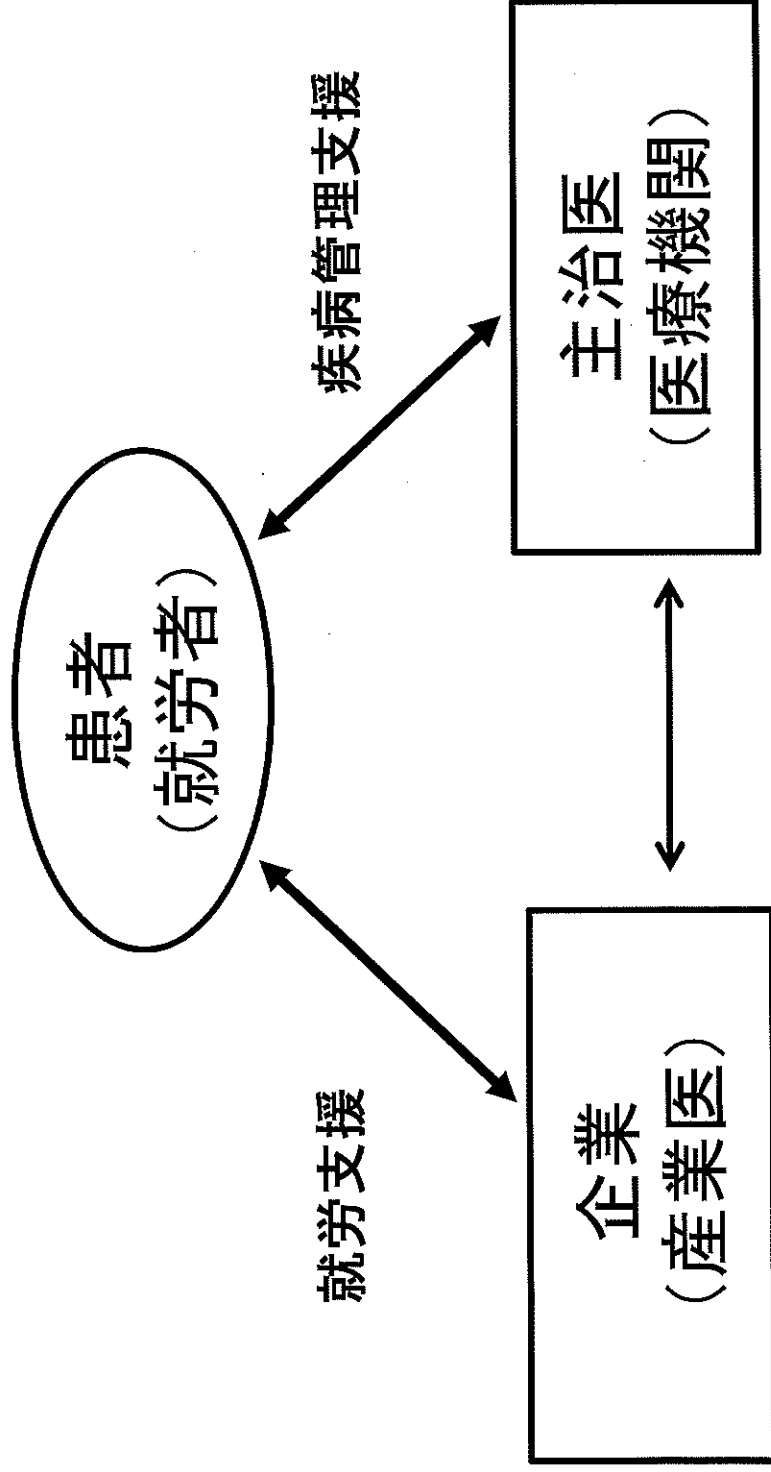 患者
（就労者）
就労支援
疾病管理支援
企業
（産業医）
主治医
（医療機関）